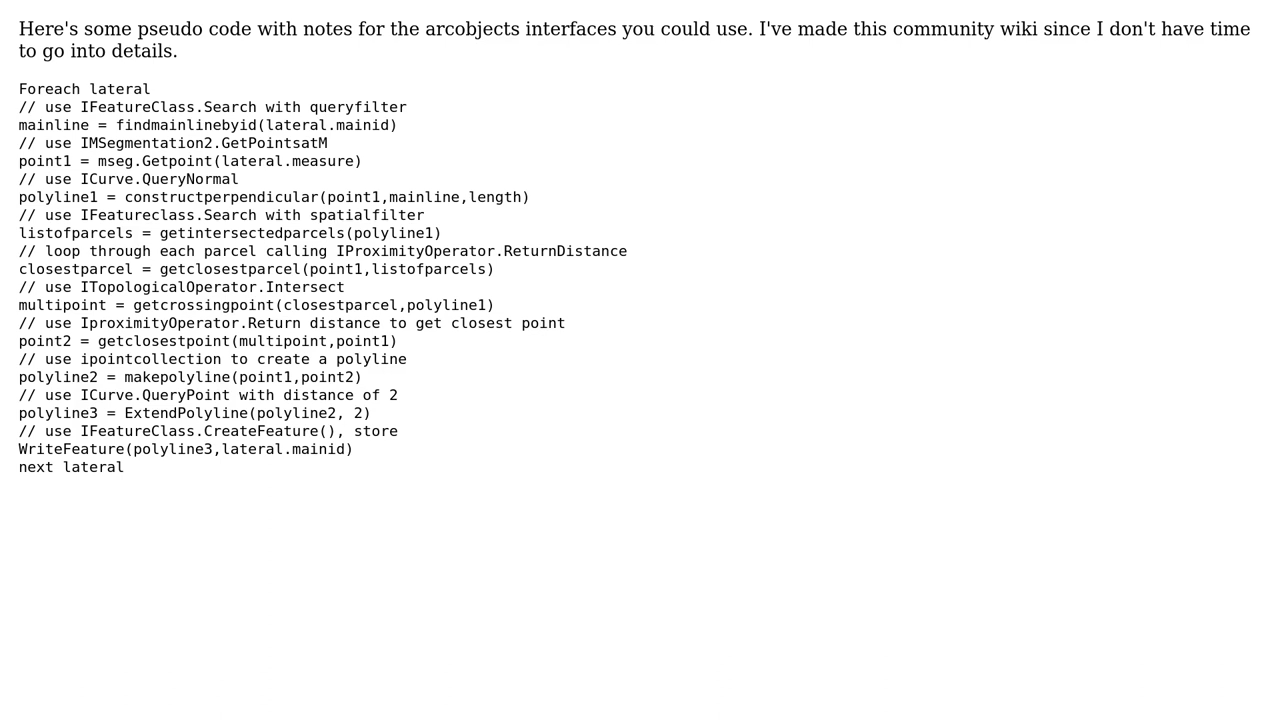 Here's some pseudo code with notes for the arcobjects interfaces you could use. I've made this community wiki since I don't have time
to go into details.
Foreach lateral
// use IFeatureClass.Search with queryfilter
mainline = findmainlinebyid(lateral.mainid)
// use IMSegmentation2.GetPointsatM
point1 = mseg.Getpoint(lateral.measure)
// use ICurve.QueryNormal
polyline1 = constructperpendicular(point1,mainline,length)
// use IFeatureclass.Search with spatialfilter
listofparcels = getintersectedparcels(polyline1)
// loop through each parcel calling IProximityOperator.ReturnDistance
closestparcel = getclosestparcel(point1,listofparcels)
// use ITopologicalOperator.Intersect
multipoint = getcrossingpoint(closestparcel,polyline1)
// use IproximityOperator.Return distance to get closest point
point2 = getclosestpoint(multipoint,point1)
// use ipointcollection to create a polyline
polyline2 = makepolyline(point1,point2)
// use ICurve.QueryPoint with distance of 2
polyline3 = ExtendPolyline(polyline2, 2)
// use IFeatureClass.CreateFeature(), store
WriteFeature(polyline3,lateral.mainid)
next lateral